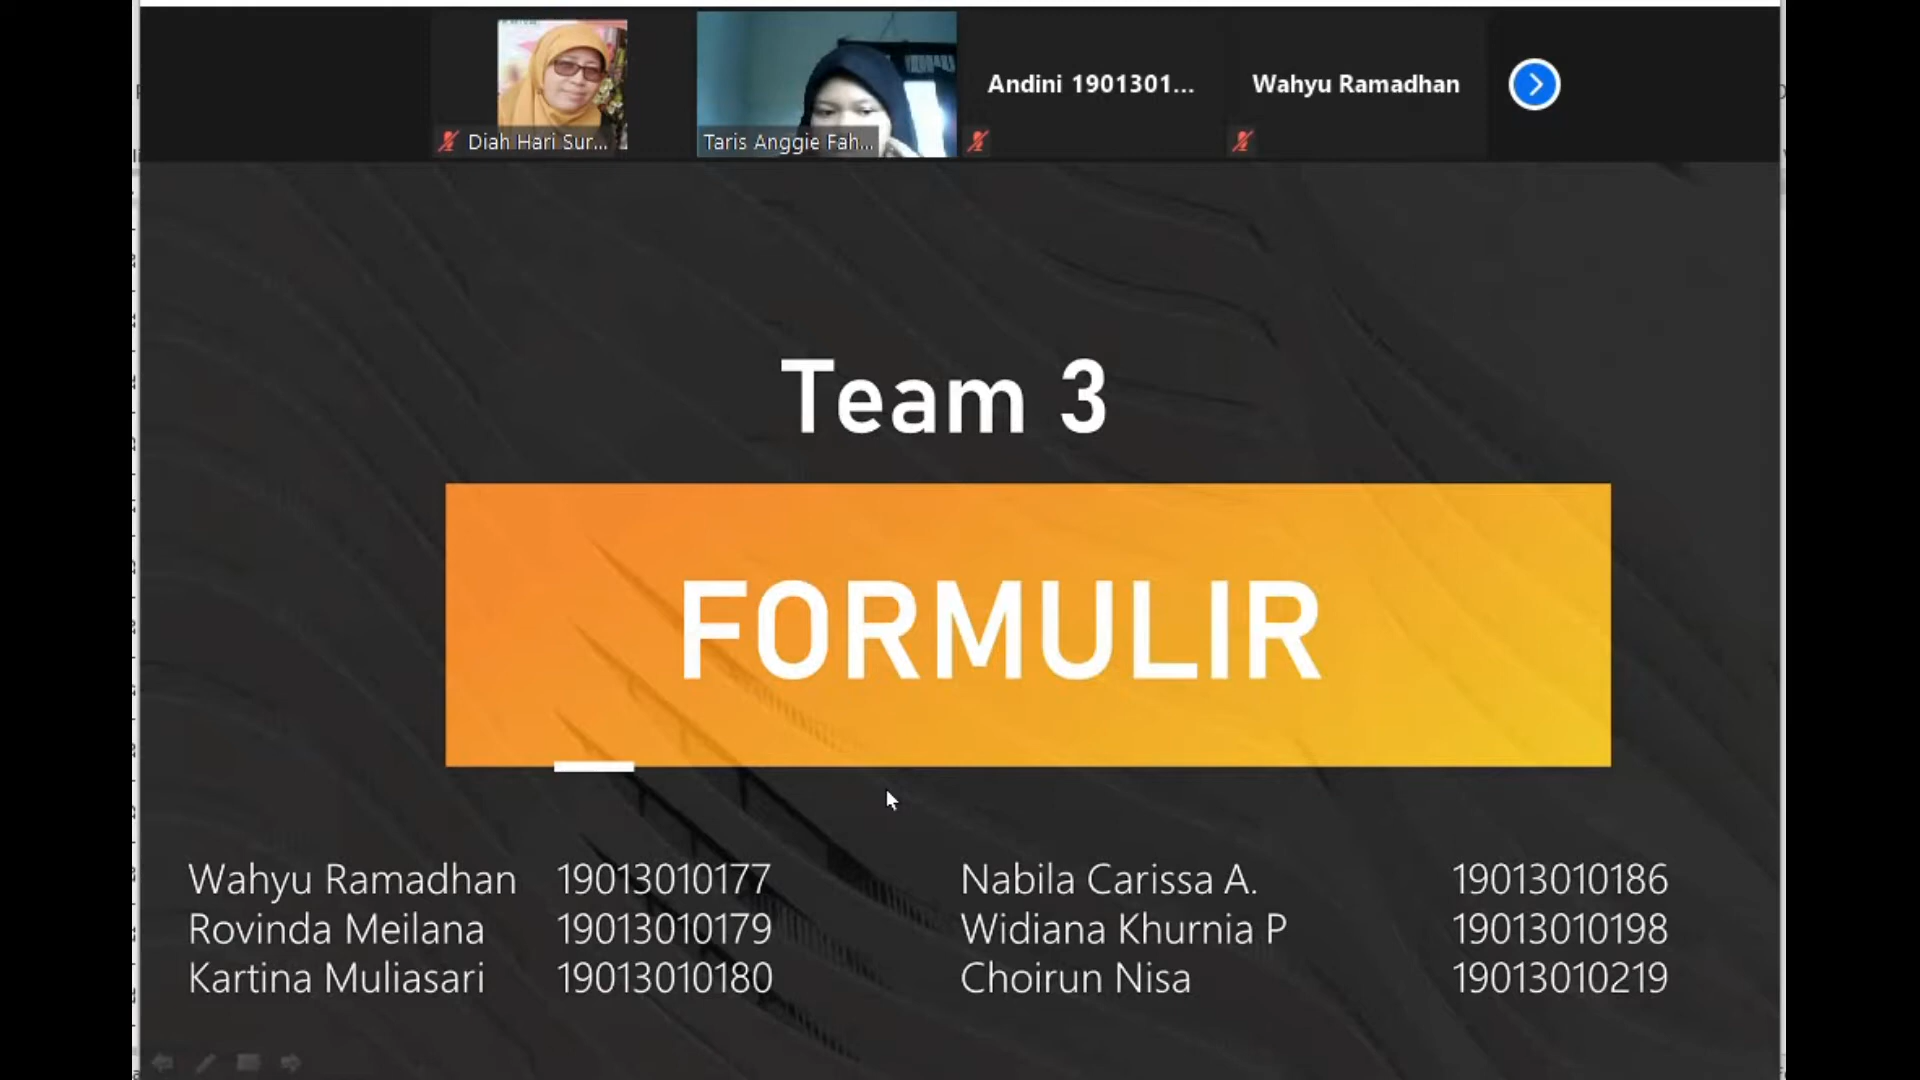 Diah Hari Sur...
Taris Anggie Fah...
Andini 1901301...
Wahyu Ramadhan
Team 3
FORMULIR
Wahyu Ramadhan 19013010177
Rovinda Meilana 19013010179
Kartina Muliasari 19013010180
Nabila Carissa A. 19013010186
Widiana Khurnia P 19013010198
Choirun Nisa 19013010219